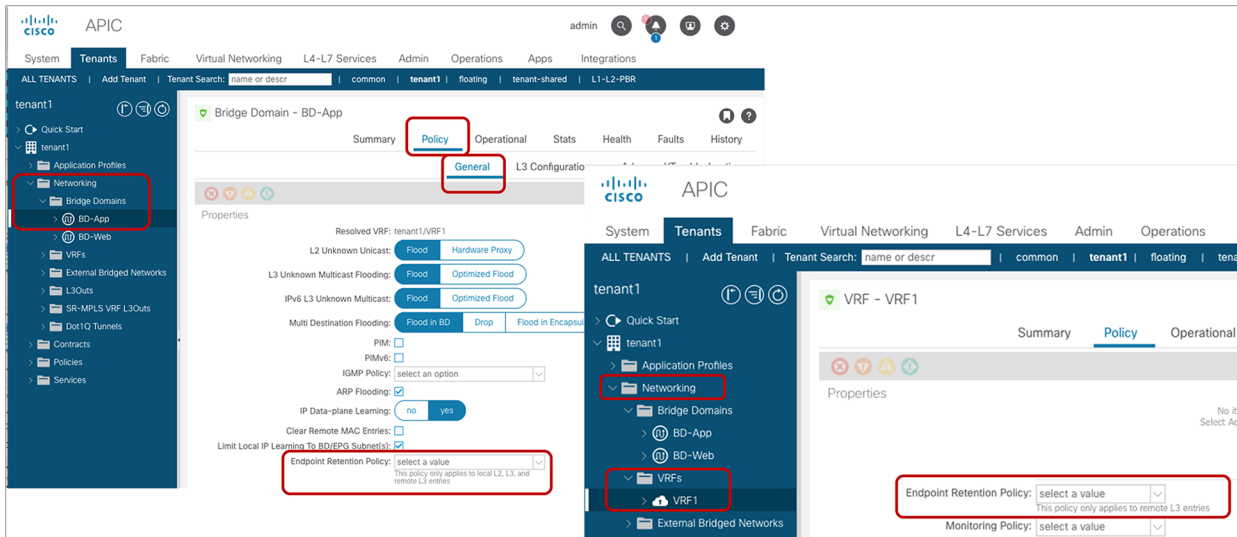 CISCO APIC admin 1
System Tenants Fabric Virtual Networking L4-L7 Services Admin Operations Apps Integrations
ALL TENANTS | Add Tenant | Tenant Search: name or descr | common | tenant1 | floating | tenant-shared | L1-L2-PBR
tenant1
Quick Start
tenant1
Application Profiles
Networking
Bridge Domains
BD-App
BD-Web
VRFs
External Bridged Networks
L3Outs
SR-MPLS VRF L3Outs
Dot1Q Tunnels
Contracts
Policies
Services
Bridge Domain - BD-App
Summary Policy Operational Stats Health Faults History
General L3 Configuratio
Properties
Resolved VRF: tenant1/VRF1
L2 Unknown Unicast: Flood Hardware Proxy
L3 Unknown Multicast Flooding: Flood Optimized Flood
IPv6 L3 Unknown Multicast: Flood Optimized Flood
Multi Destination Flooding: Flood in BD Drop Flood in Encapsul
PIM:
PIMv6:
IGMP Policy: select an option
ARP Flooding:
IP Data-plane Learning: no yes
Clear Remote MAC Entries:
Limit Local IP Learning To BD/EPG Subnet(s):
Endpoint Retention Policy: select a value
This policy only applies to local L2, L3, and
remote L3 entries
CISCO APIC
System Tenants Fabric Virtual Networking L4-L7 Services Admin Operations
ALL TENANTS | Add Tenant | Tenant Search: name or descr | common | tenant1 | floating | tena
tenant1
Quick Start
tenant1
Application Profiles
Networking
Bridge Domains
BD-App
BD-Web
VRFs
VRF1
External Bridged Networks
VRF - VRF1
Summary Policy Operational
Properties
No it
Select Ac
Endpoint Retention Policy: select a value
This policy only applies to remote L3 entries
Monitoring Policy: select a value